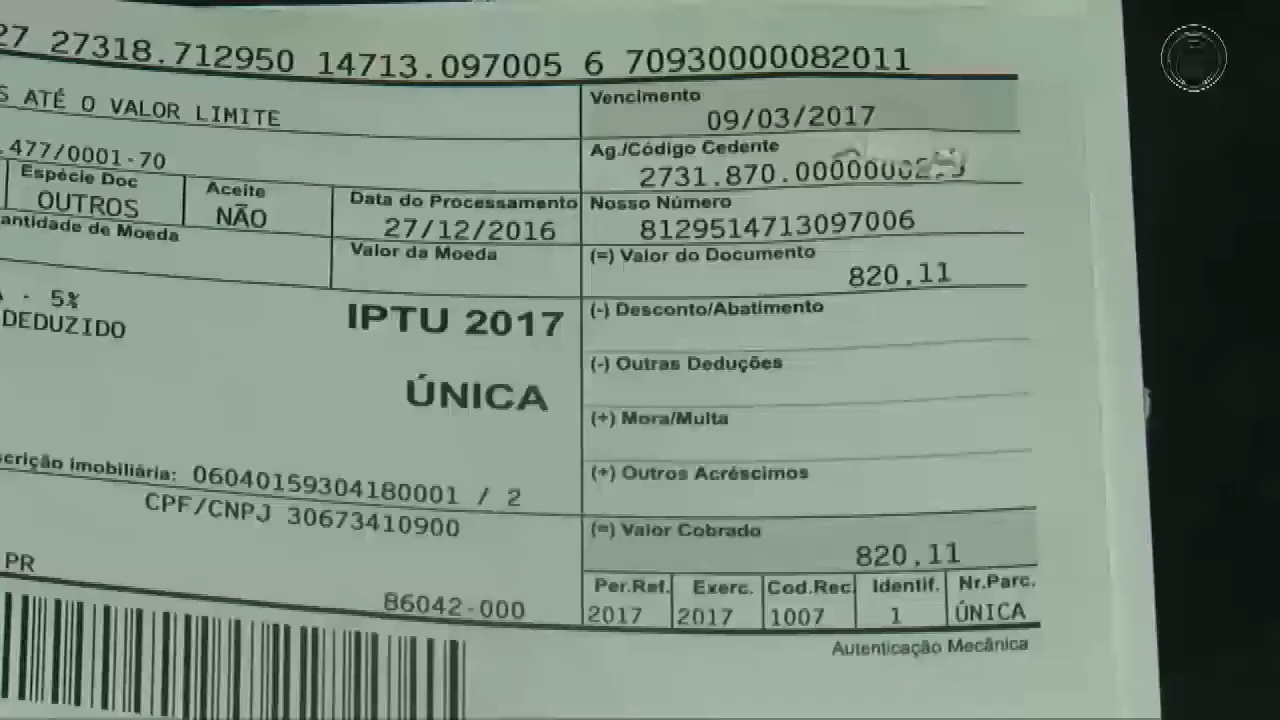 27 27318.712950 14713.097005 6 70930000082011
S ATÉ O VALOR LIMITE
Vencimento
09/03/2017
.477/0001-70
Ag./Código Cedente
2731.870.
Espécie Doc
OUTROS
Aceite
NÃO
Data do Processamento
27/12/2016
Nosso Número
8129514713097006
antidade de Moeda
Valor da Moeda
(=) Valor do Documento
820,11
- 5%
DEDUZIDO
IPTU 2017
ÚNICA
(-) Desconto/Abatimento
(-) Outras Deduções
(+) Mora/Multa
(+) Outros Acréscimos
scrição imobiliária: 06040159304180001 / 2
CPF/CNPJ 30673410900
(=) Valor Cobrado
820,11
PR
86042-000
Per.Ref. Exerc. Cod.Rec. Identif. Nr.Parc.
2017 2017 1007 1 ÚNICA
Autenticação Mecânica